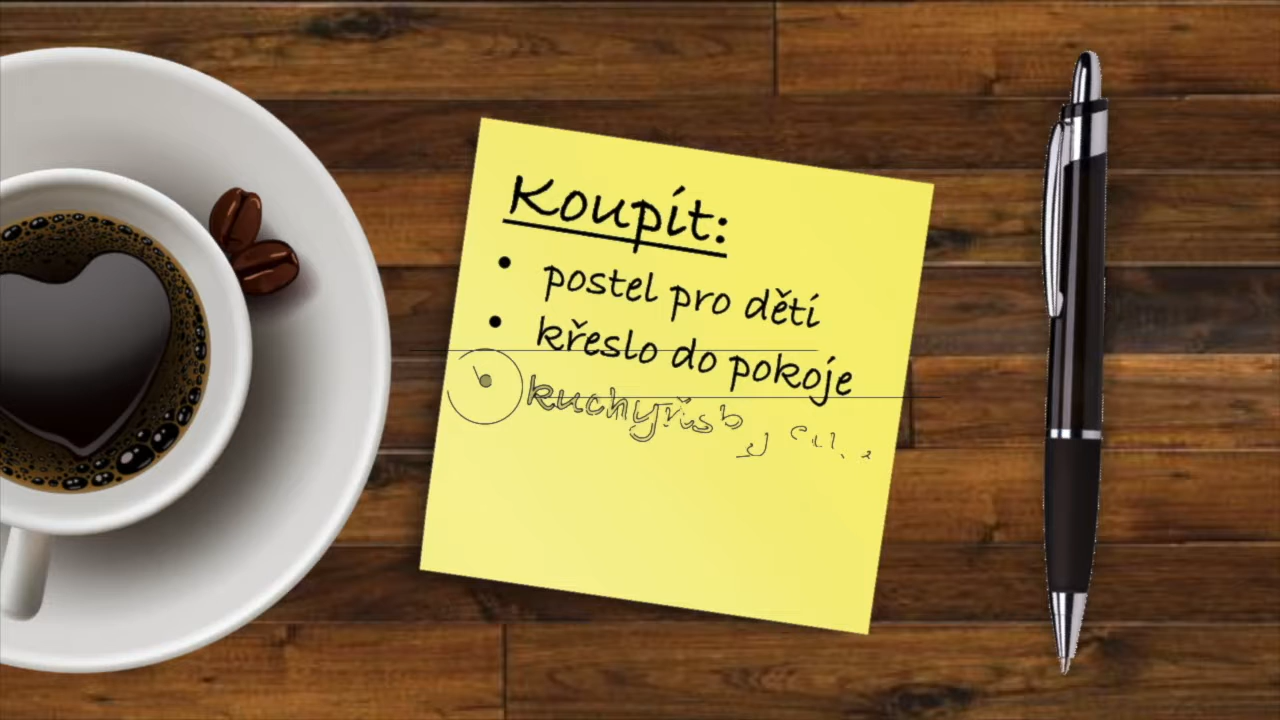 Koupit:
• postel pro děti
• křeslo do pokoje